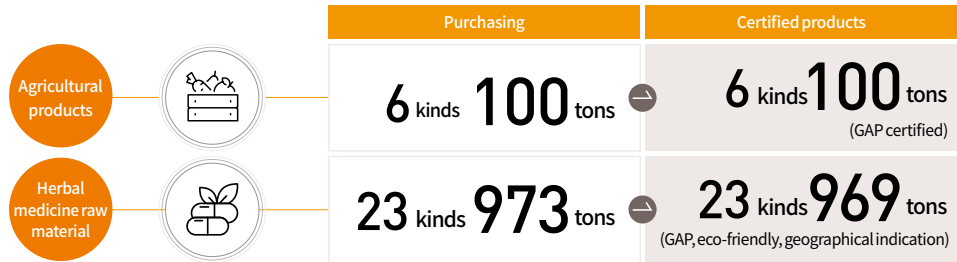 Purchasing
Certified products
Agricultural
products
6 kinds 100 tons
6 kinds 100 tons
(GAP certified)
Herbal
medicine raw
material
23 kinds 973 tons
23 kinds 969 tons
(GAP, eco-friendly, geographical indication)